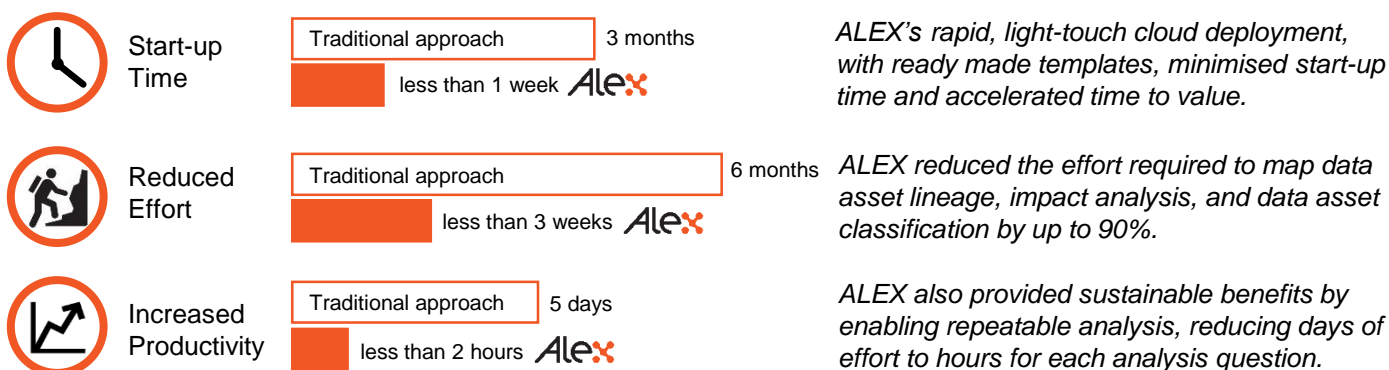 Start-up
Time
Traditional approach
3 months
less than 1 week Alex
ALEX's rapid, light-touch cloud deployment,
with ready made templates, minimised start-up
time and accelerated time to value.
Reduced
Effort
Traditional approach
6 months
less than 3 weeks Alex
ALEX reduced the effort required to map data
asset lineage, impact analysis, and data asset
classification by up to 90%.
Increased
Productivity
Traditional approach
5 days
less than 2 hours Alex
ALEX also provided sustainable benefits by
enabling repeatable analysis, reducing days of
effort to hours for each analysis question.